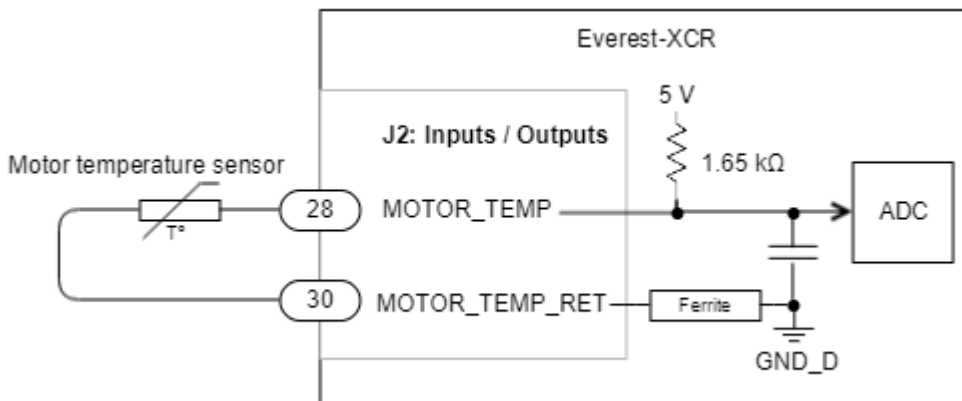 Everest-XCR
5 V
J2: Inputs / Outputs
1.65 kΩ
Motor temperature sensor
28
MOTOR_TEMP
ADC
T°
30
MOTOR_TEMP_RET
Ferrite
GND_D